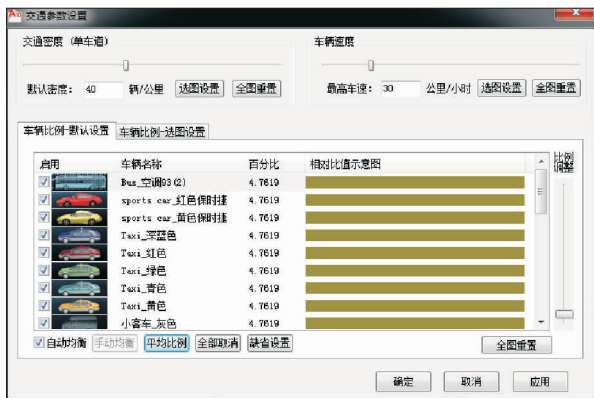 交通参数设置
交通密度 (单车道)
车辆速度
默认密度: 40 辆/公里 选图设置 全图重置
最高车速: 30 公里/小时 选图设置 全图重置
车辆比例-默认设置 车辆比例-选图设置
启用 车辆名称 百分比 相对比值示意图
比例调整
Bus_空调93(2) 4.7619
sports car_红色保时捷 4.7619
sports car_黄色保时捷 4.7619
Taxi_深蓝色 4.7619
Taxi_红色 4.7619
Taxi_绿色 4.7619
Taxi_青色 4.7619
Taxi_黄色 4.7619
小客车_灰色 4.7619
自动均衡 手动均衡 平均比例 全部取消 缺省设置 全图重置
确定 取消 应用